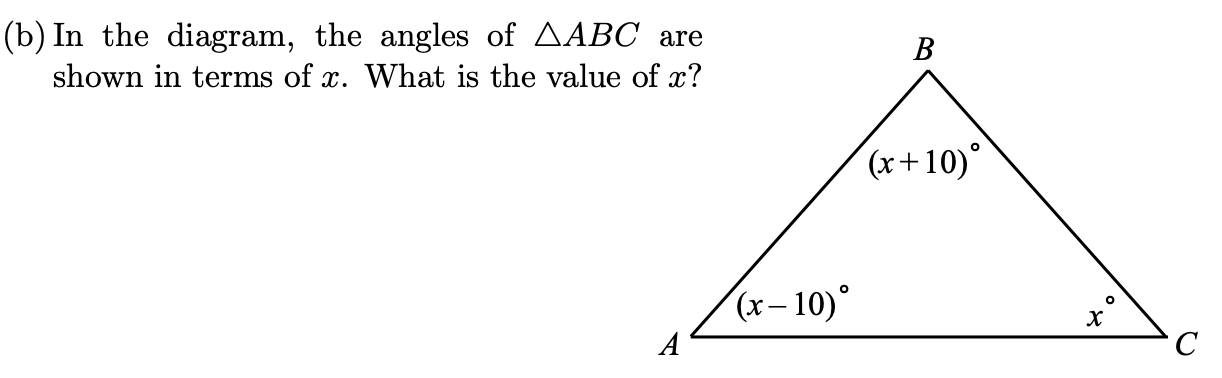 (b) In the diagram, the angles of △ABC are
shown in terms of x. What is the value of x?
B
(x+10)°
(x−10)°
x°
A
C